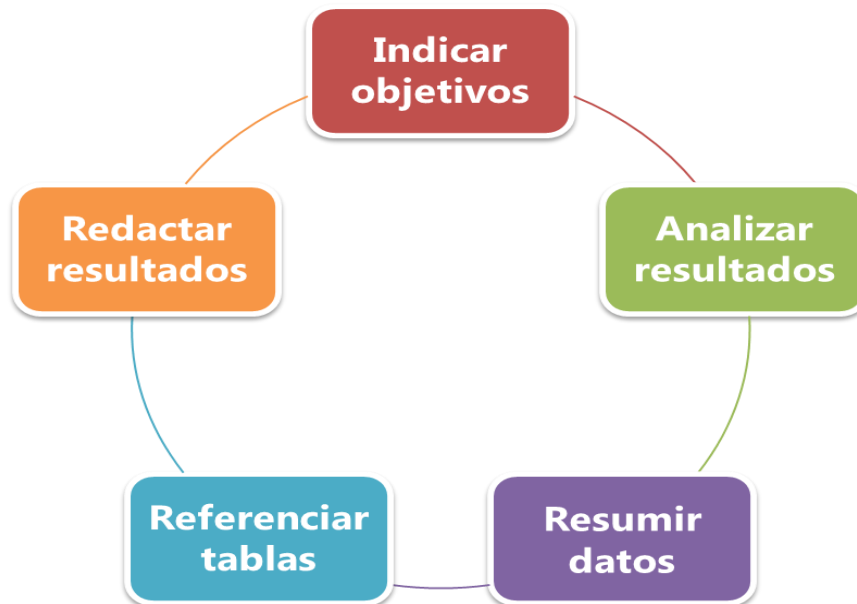 Indicar
objetivos
Analizar
resultados
Resumir
datos
Referenciar
tablas
Redactar
resultados